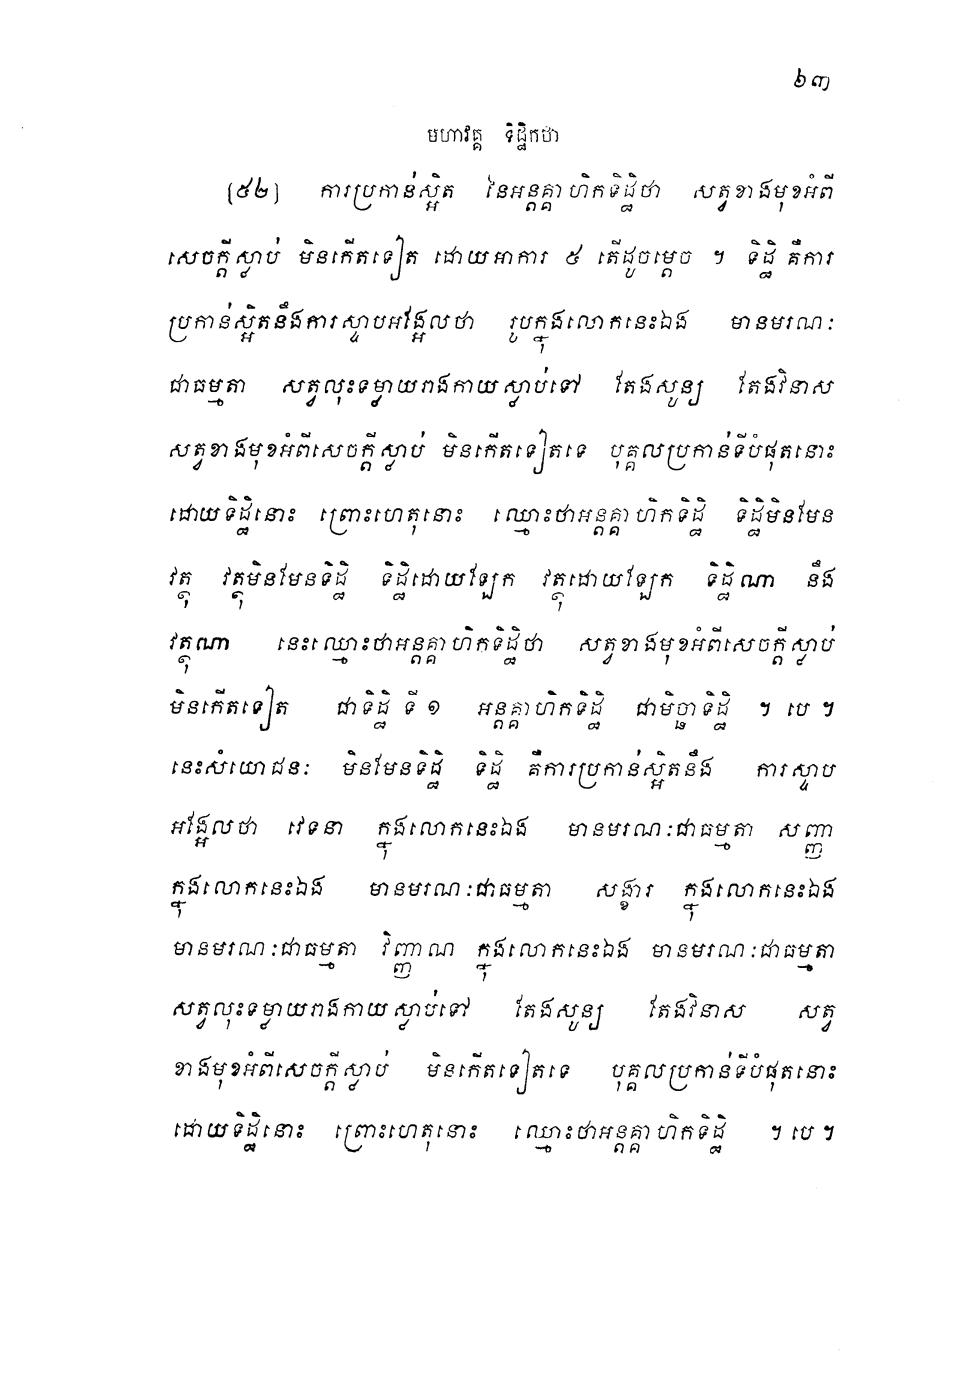 ៦៣
មហាវគ្គ ទិដ្ឋិកថា
(៥២) ការប្រកាន់ស្អិត នៃអន្តគ្គាហិកទិដ្ឋិថា សត្វខាងមុខអំពី
សេចក្តីស្លាប់ មិនកើតទៀត ដោយអាការ ៥ តើដូចម្តេច ។ ទិដ្ឋិ គឺការ
ប្រកាន់ស្អិតនឹងការស្ទាបអង្អែលថា រូបក្នុងលោកនេះឯង មានមរណៈ
ជាធម្មតា សត្វលុះទម្លាយរាងកាយស្លាប់ទៅ តែងសូន្យ តែងវិនាស
សត្វខាងមុខអំពីសេចក្តីស្លាប់ មិនកើតទៀតទេ បុគ្គលប្រកាន់ទីបំផុតនោះ
ដោយទិដ្ឋិនោះ ព្រោះហេតុនោះ ឈ្មោះថាអន្តគ្គាហិកទិដ្ឋិ ទិដ្ឋិមិនមែន
វត្ថុ វត្ថុមិនមែនទិដ្ឋិ ទិដ្ឋិដោយឡែក វត្ថុដោយឡែក ទិដ្ឋិណា នឹង
វត្ថុណា នេះឈ្មោះថាអន្តគ្គាហិកទិដ្ឋិថា សត្វខាងមុខអំពីសេចក្តីស្លាប់
មិនកើតទៀត ជាទិដ្ឋិ ទី ១ អន្តគ្គាហិកទិដ្ឋិ ជាមិច្ឆាទិដ្ឋិ ។ បេ ។
នេះសំយោជនៈ មិនមែនទិដ្ឋិ ទិដ្ឋិ គឺការប្រកាន់ស្អិតនឹង ការស្ទាប
អង្អែលថា វេទនា ក្នុងលោកនេះឯង មានមរណៈជាធម្មតា សញ្ញា
ក្នុងលោកនេះឯង មានមរណៈជាធម្មតា សង្ខារ ក្នុងលោកនេះឯង
មានមរណៈជាធម្មតា វិញ្ញាណ ក្នុងលោកនេះឯង មានមរណៈជាធម្មតា
សត្វលុះទម្លាយរាងកាយស្លាប់ទៅ តែងសូន្យ តែងវិនាស សត្វ
ខាងមុខអំពីសេចក្តីស្លាប់ មិនកើតទៀតទេ បុគ្គលប្រកាន់ទីបំផុតនោះ
ដោយទិដ្ឋិនោះ ព្រោះហេតុនោះ ឈ្មោះថាអន្តគ្គាហិកទិដ្ឋិ ។ បេ ។